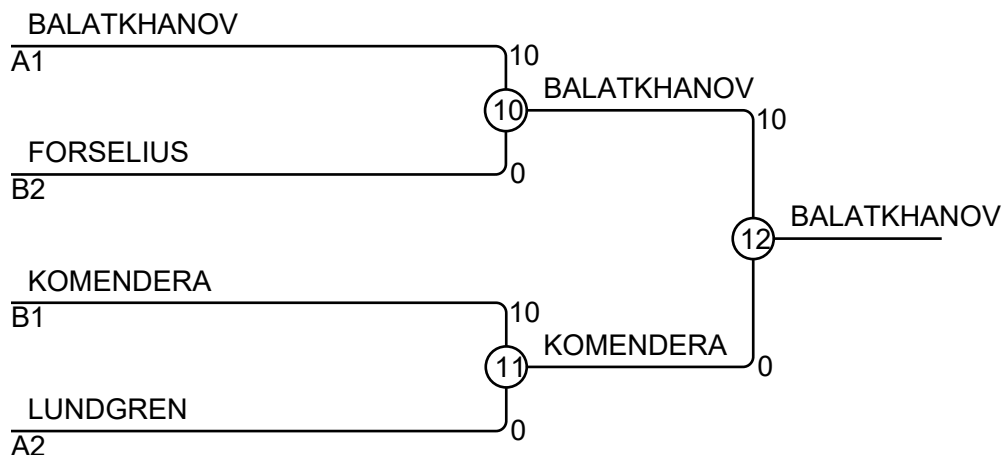 BALATKHANOV
A1
10
10
BALATKHANOV
10
FORSELIUS
B2
0
12
BALATKHANOV
KOMENDERA
B1
10
11
KOMENDERA
0
LUNDGREN
A2
0